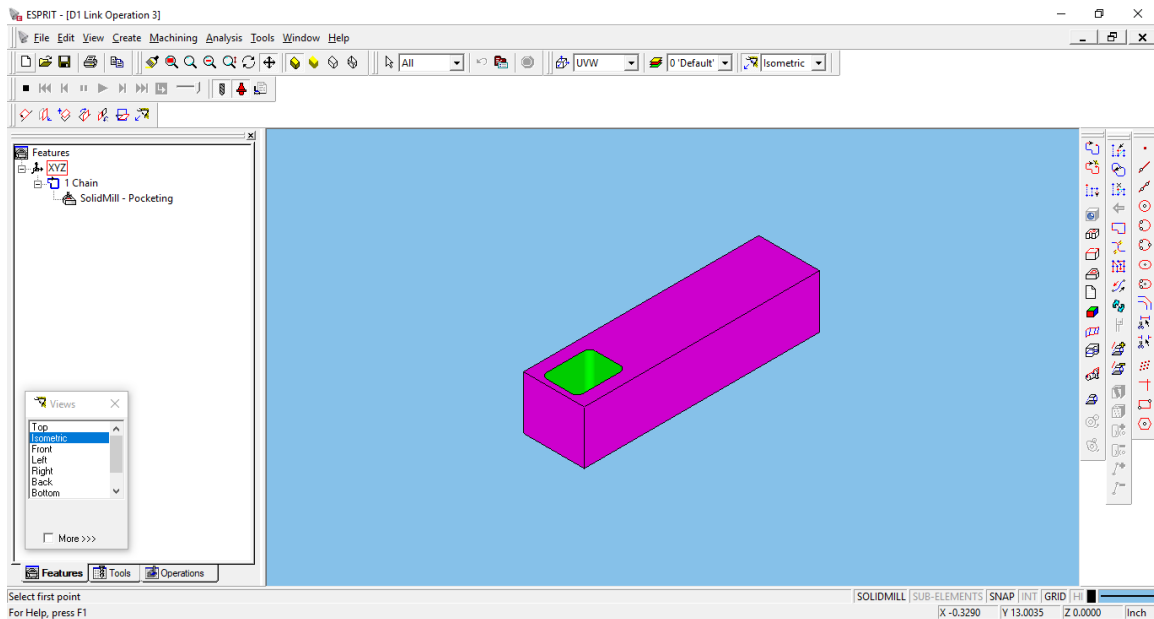 ESPRIT - [D1 Link Operation 3]
File Edit View Create Machining Analysis Tools Window Help
All UVW 0 'Default' Isometric
Features
XYZ
1 Chain
SolidMill - Pocketing
Views
Top
Isometric
Front
Left
Right
Back
Bottom
More >>>
Features Tools Operations
Select first point SOLIDMILL SUB-ELEMENTS SNAP INT GRID HI
For Help, press F1 X -0.3290 Y 13.0035 Z 0.0000 Inch